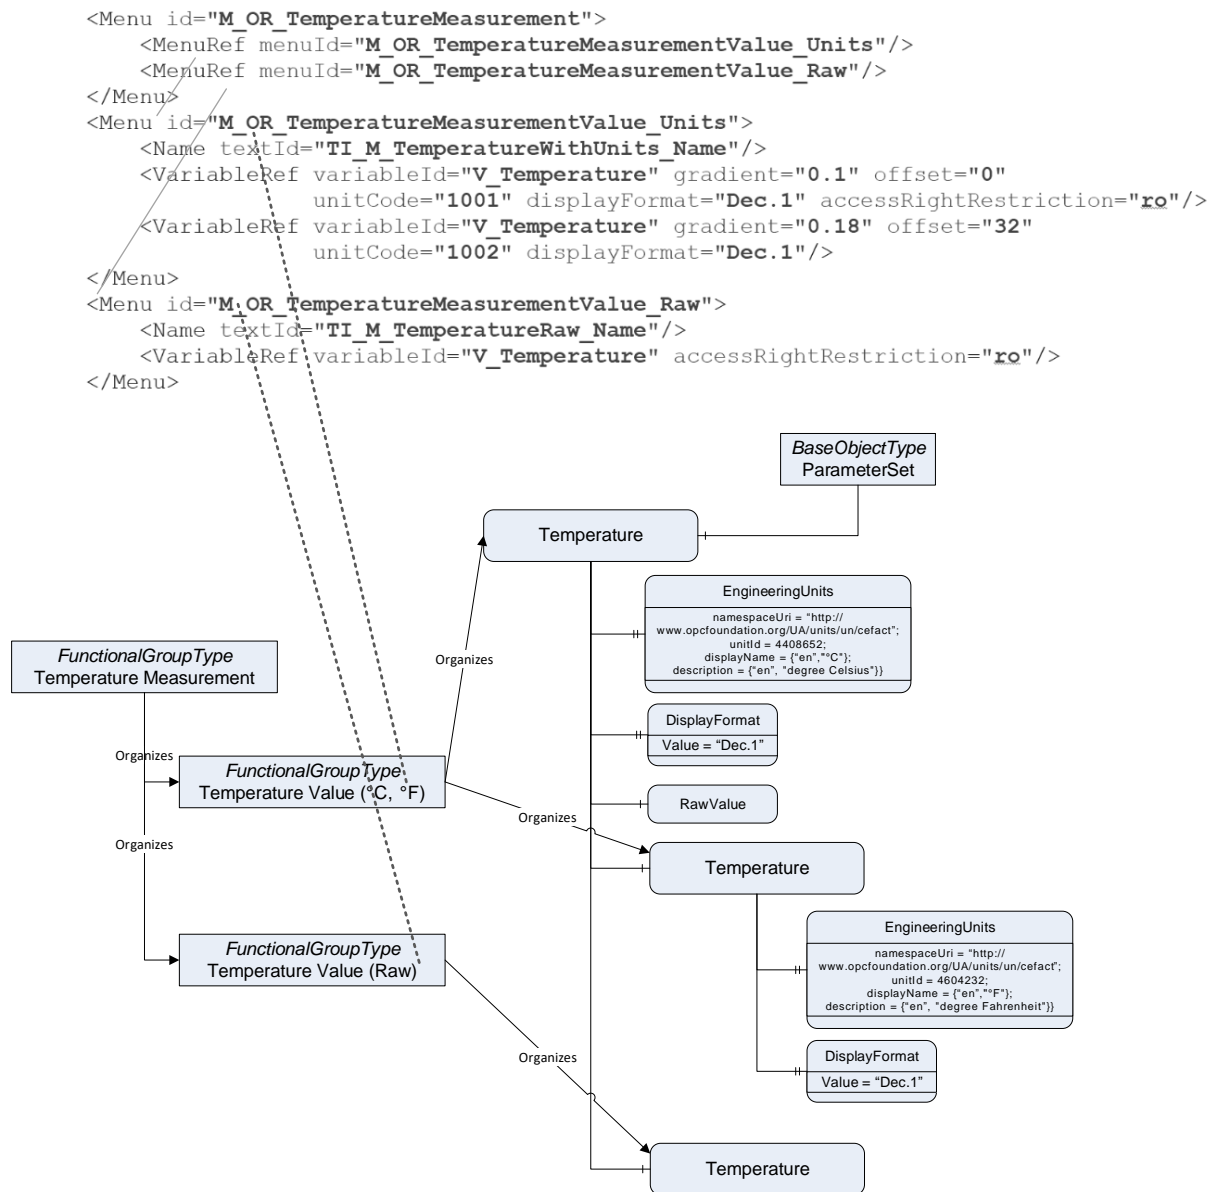 <Menu id="M_OR_TemperatureMeasurement">
<MenuRef menuId="M_OR_TemperatureMeasurementValue_Units"/>
<MenuRef menuId="M_OR_TemperatureMeasurementValue_Raw"/>
</Menu>
<Menu id="M_OR_TemperatureMeasurementValue_Units">
<Name textId="TI_M_TemperatureWithUnits_Name"/>
<VariableRef variableId="V_Temperature" gradient="0.1" offset="0"
unitCode="1001" displayFormat="Dec.1" accessRightRestriction="ro"/>
<VariableRef variableId="V_Temperature" gradient="0.18" offset="32"
unitCode="1002" displayFormat="Dec.1"/>
</Menu>
<Menu id="M_OR_TemperatureMeasurementValue_Raw">
<Name textId="TI_M_TemperatureRaw_Name"/>
<VariableRef variableId="V_Temperature" accessRightRestriction="ro"/>
</Menu>
BaseObjectType
ParameterSet
Temperature
EngineeringUnits
namespaceUri = "http://
www.opcfoundation.org/UA/units/un/cefact";
unitId = 4408652;
displayName = {"en","°C"};
description = {"en", "degree Celsius"}}
FunctionalGroupType
Temperature Measurement
Organizes
DisplayFormat
Value = "Dec.1"
Organizes
FunctionalGroupType
Temperature Value (°C, °F)
RawValue
Organizes
Organizes
Temperature
EngineeringUnits
namespaceUri = "http://
www.opcfoundation.org/UA/units/un/cefact";
unitId = 4604232;
displayName = {"en","°F"};
description = {"en", "degree Fahrenheit"}}
FunctionalGroupType
Temperature Value (Raw)
Organizes
DisplayFormat
Value = "Dec.1"
Temperature